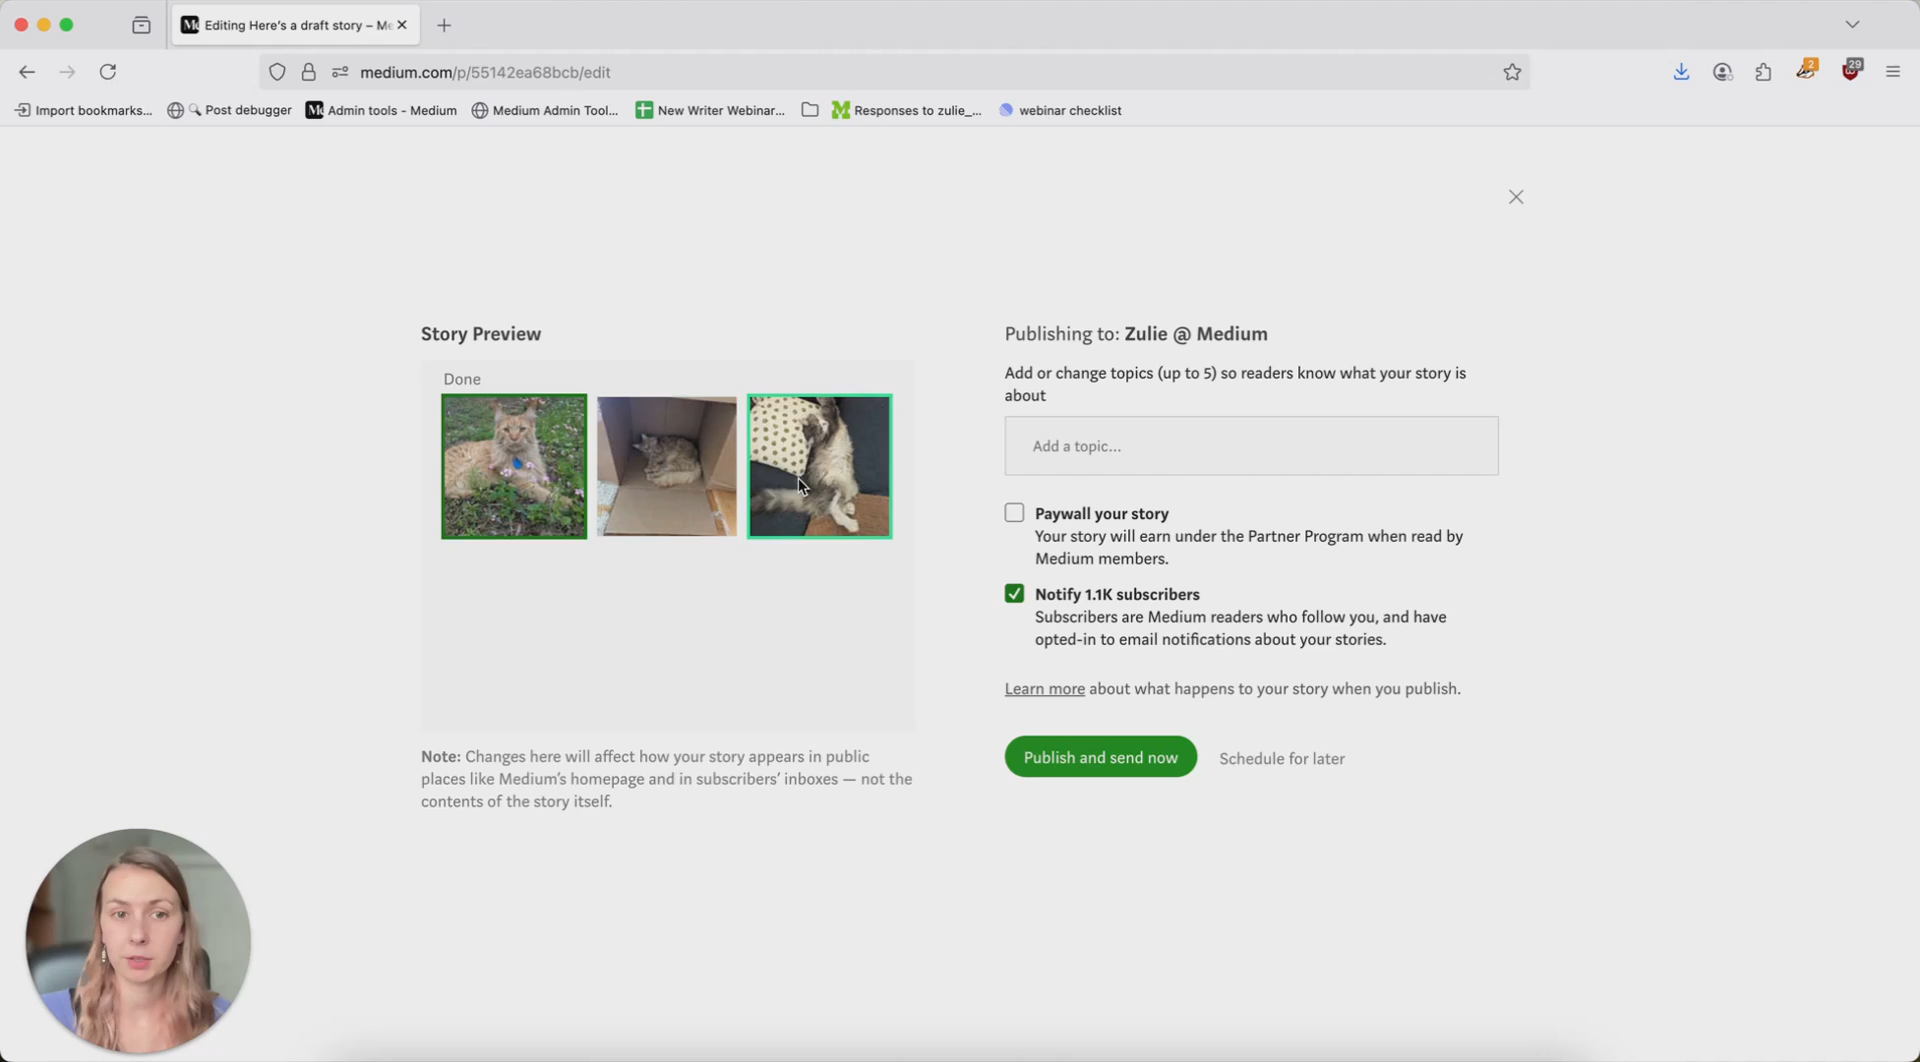 Editing Here's a draft story – Me
medium.com/p/55142ea68bcb/edit
2
29
Import bookmarks...
Post debugger
Admin tools - Medium
Medium Admin Tool...
New Writer Webinar...
Responses to zulie_...
webinar checklist
Story Preview
Done
Note: Changes here will affect how your story appears in public
places like Medium's homepage and in subscribers' inboxes — not the
contents of the story itself.
Publishing to: Zulie @ Medium
Add or change topics (up to 5) so readers know what your story is
about
Add a topic...
Paywall your story
Your story will earn under the Partner Program when read by
Medium members.
Notify 1.1K subscribers
Subscribers are Medium readers who follow you, and have
opted-in to email notifications about your stories.
Learn more about what happens to your story when you publish.
Publish and send now
Schedule for later